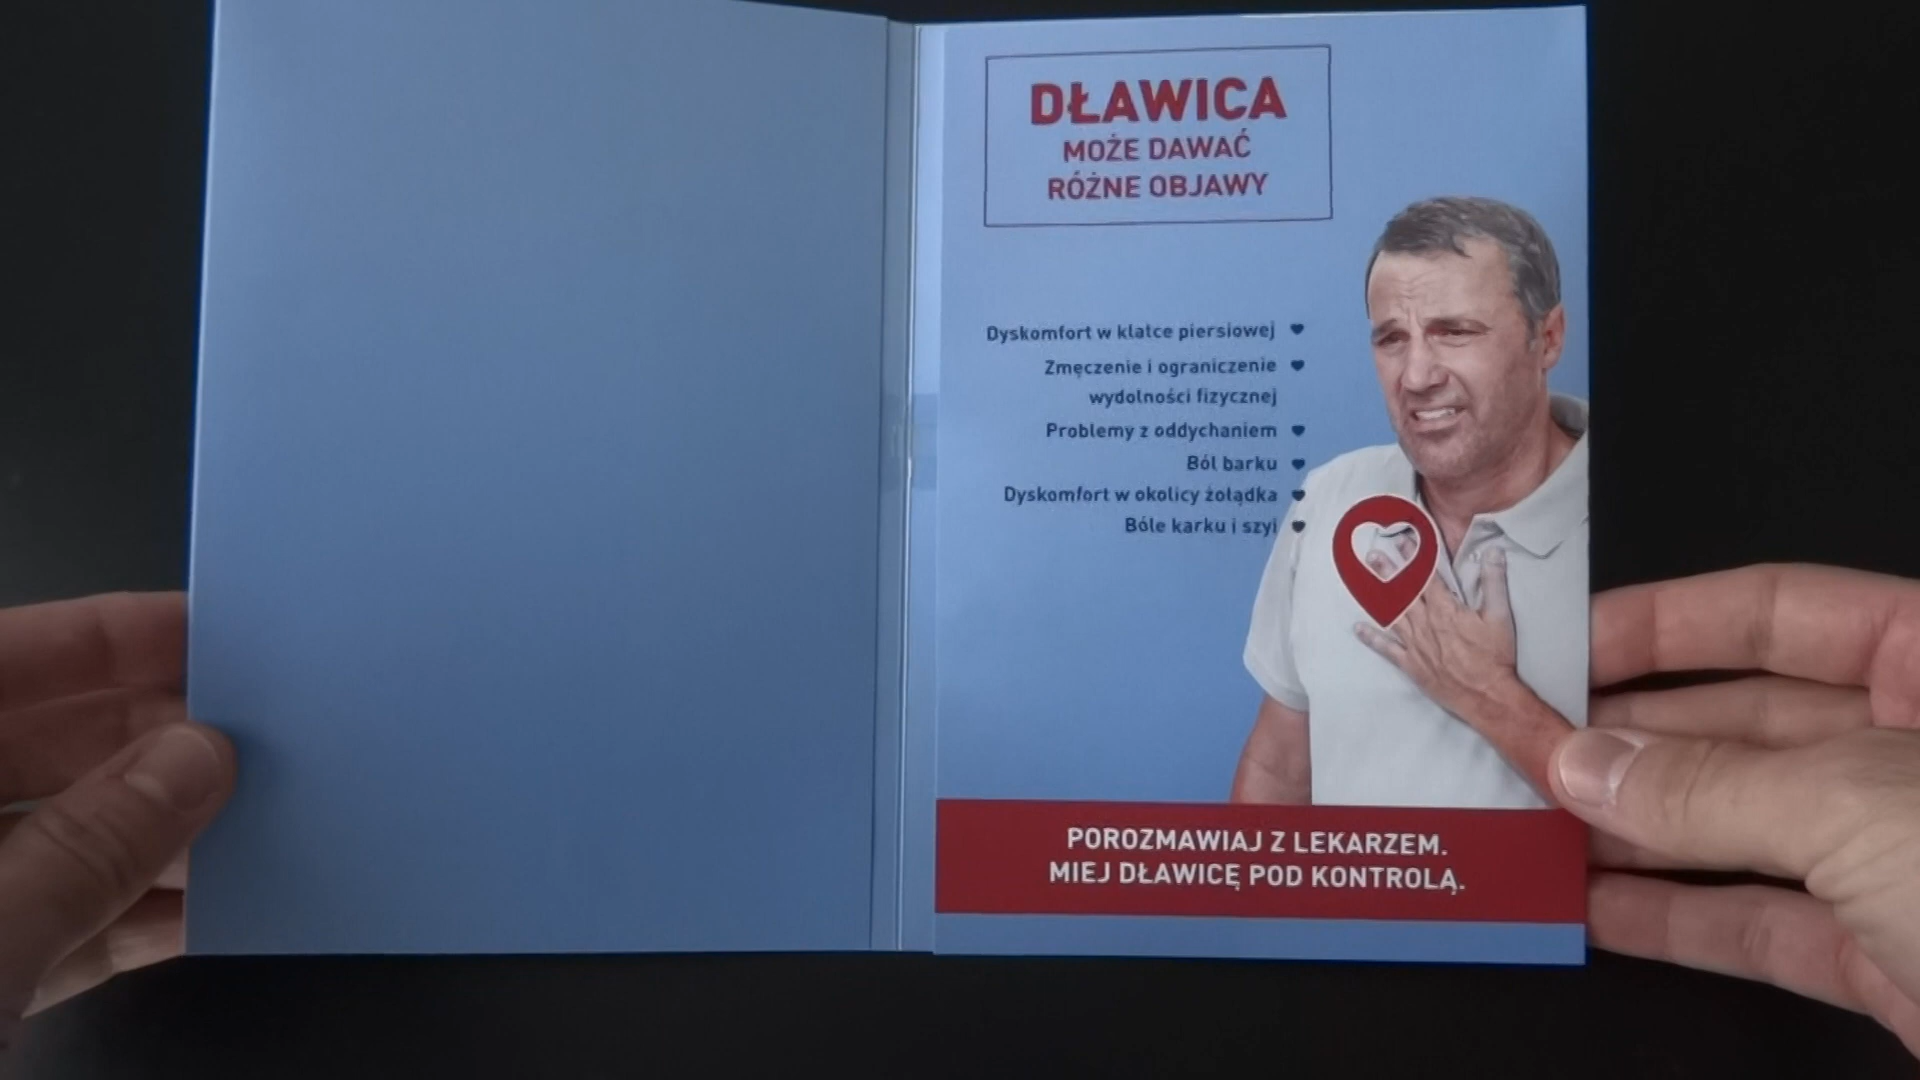 DŁAWICA
MOŻE DAWAĆ
RÓŻNE OBJAWY
Dyskomfort w klatce piersiowej
Zmęczenie i ograniczenie
wydolności fizycznej
Problemy z oddychaniem
Ból barku
Dyskomfort w okolicy żołądka
Bóle karku i szyi
POROZMAWIAJ Z LEKARZEM.
MIEJ DŁAWICĘ POD KONTROLĄ.